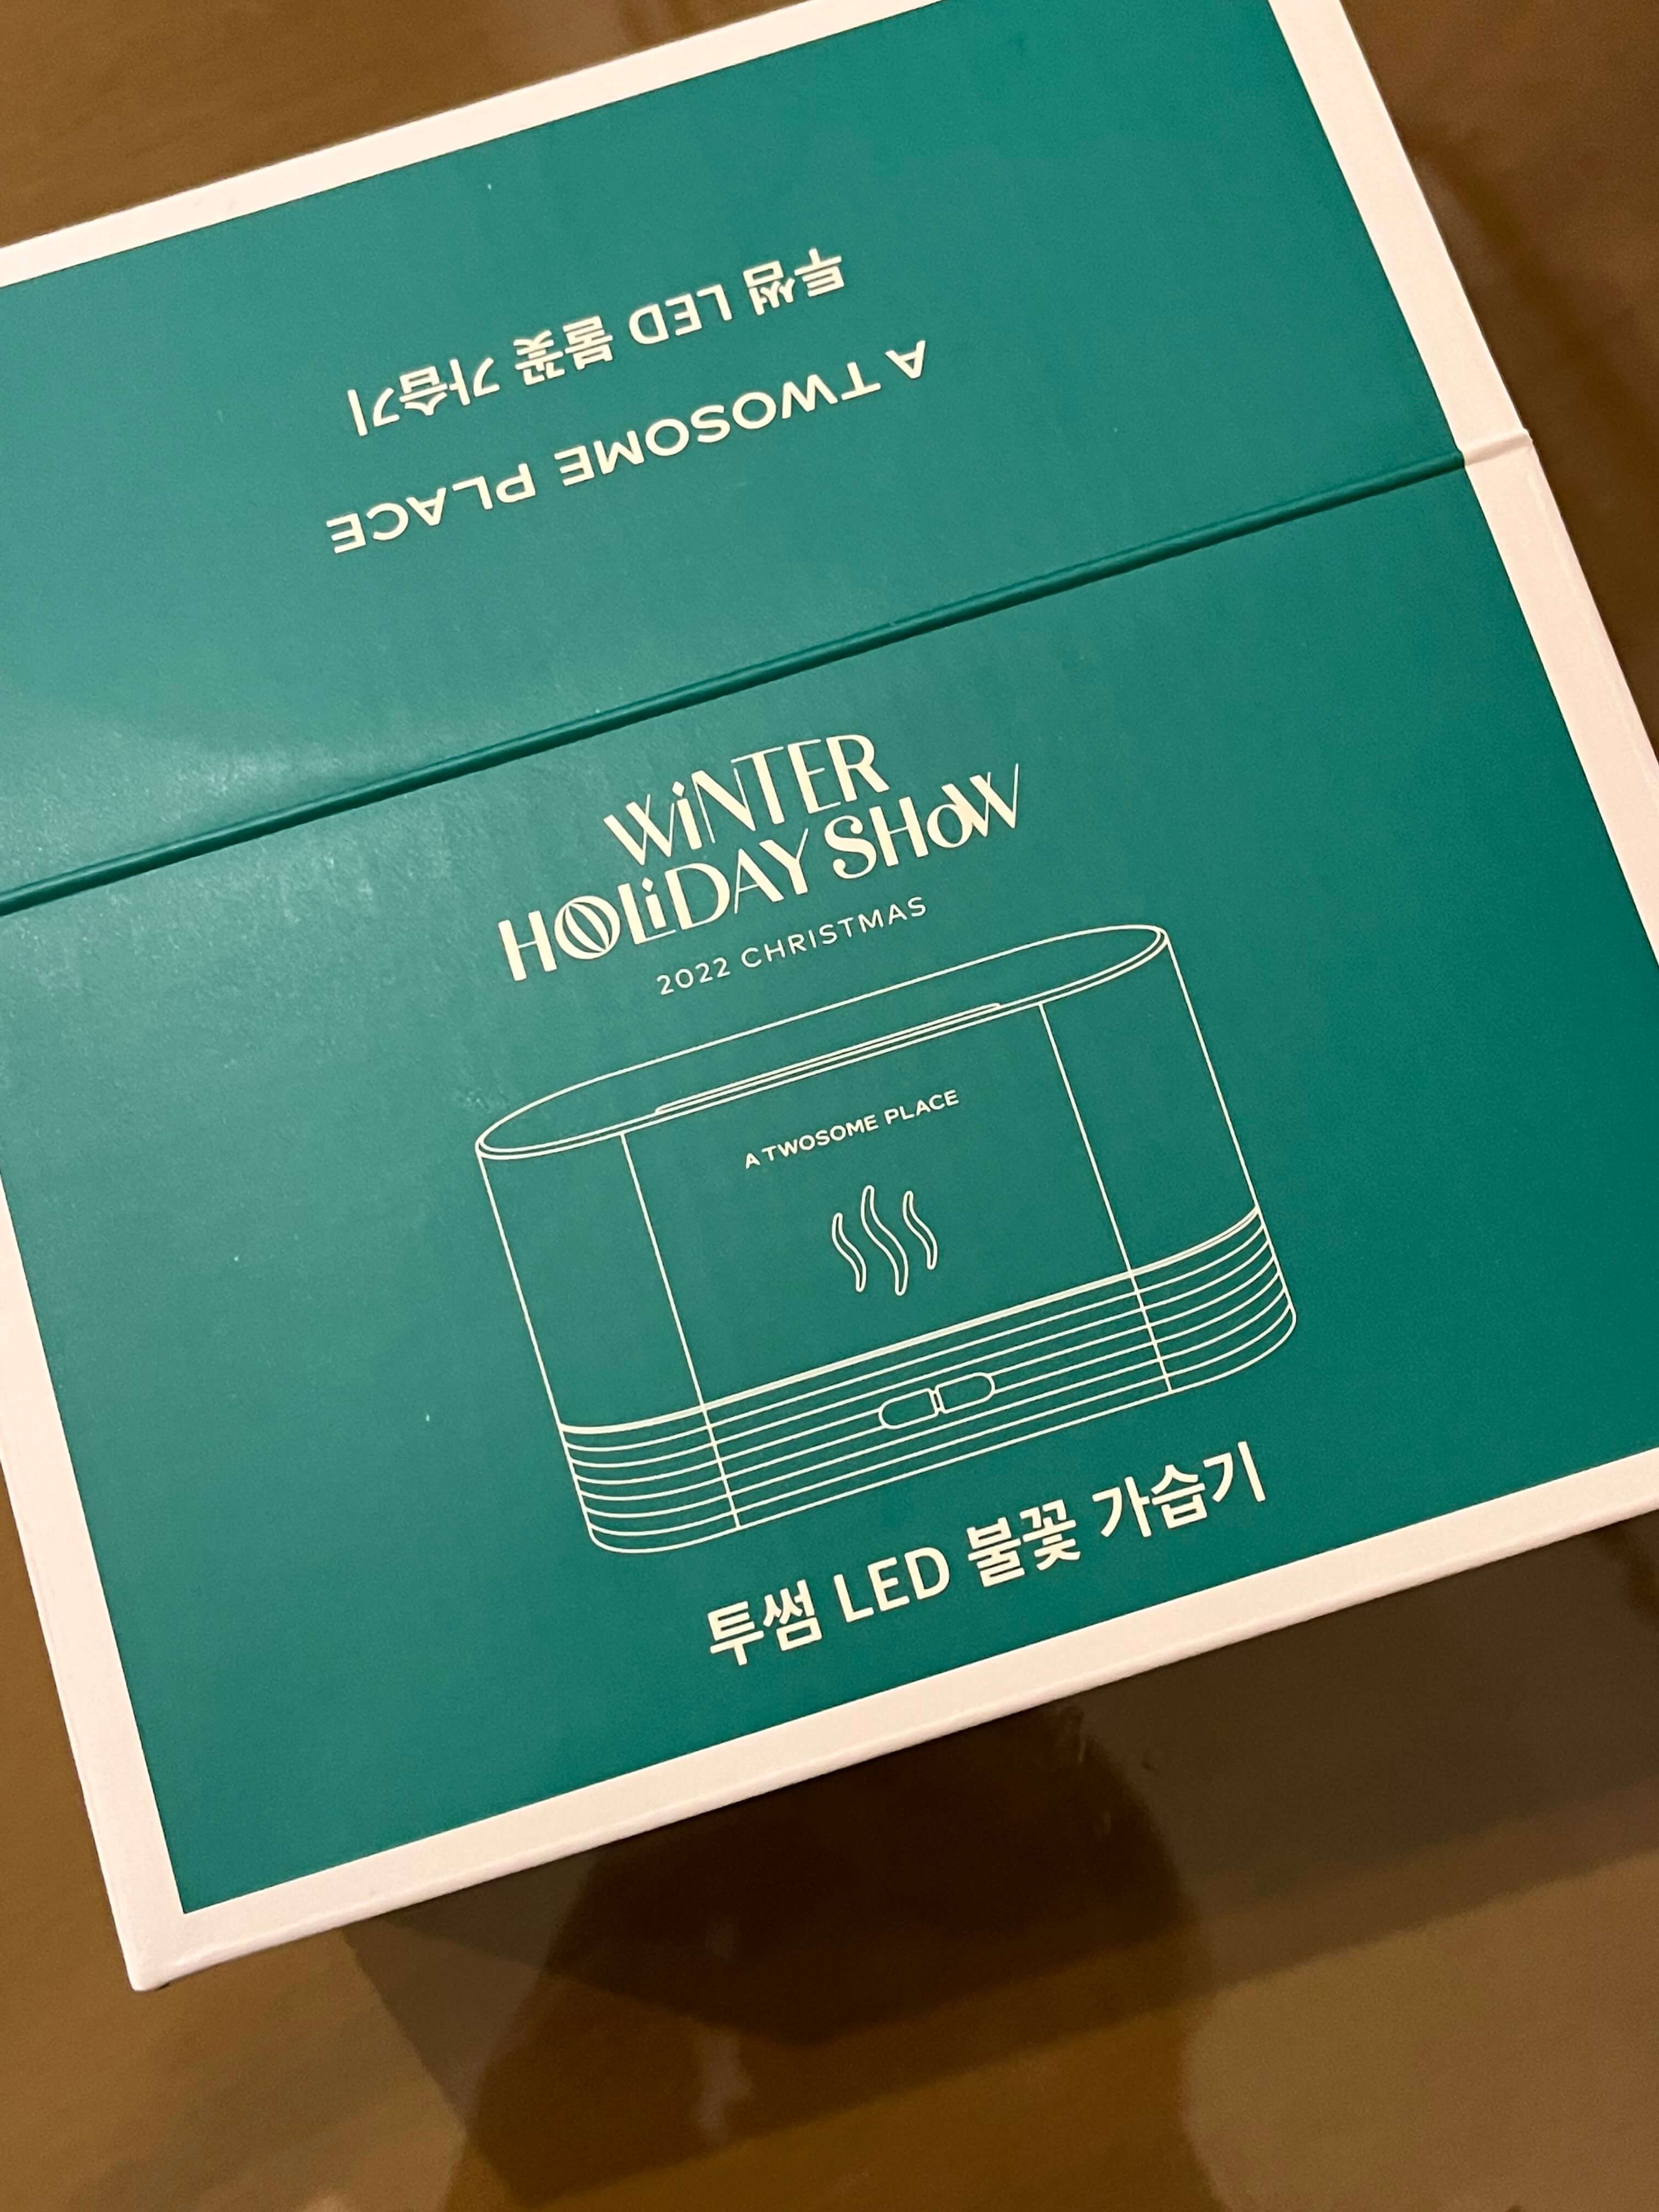 투썸 LED 불꽃 가습기
A TWOSOME PLACE
WiNTER
HOLiDAY SHoW
2022 CHRISTMAS
A TWOSOME PLACE
투썸 LED 불꽃 가습기